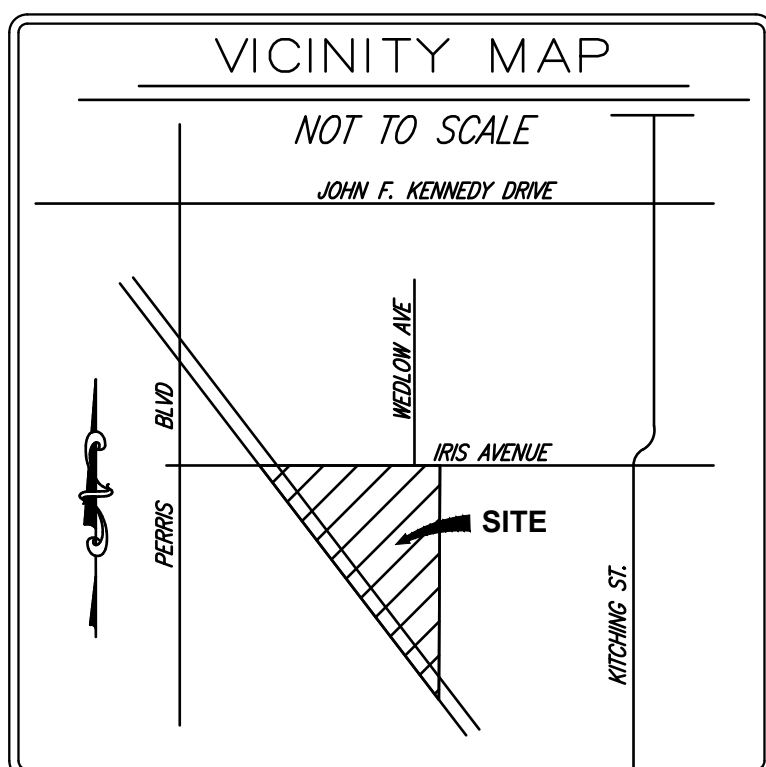 VICINITY MAP
NOT TO SCALE
JOHN F. KENNEDY DRIVE
WEDLOW AVE
BLVD
IRIS AVENUE
PERRIS
SITE
KITCHING ST.